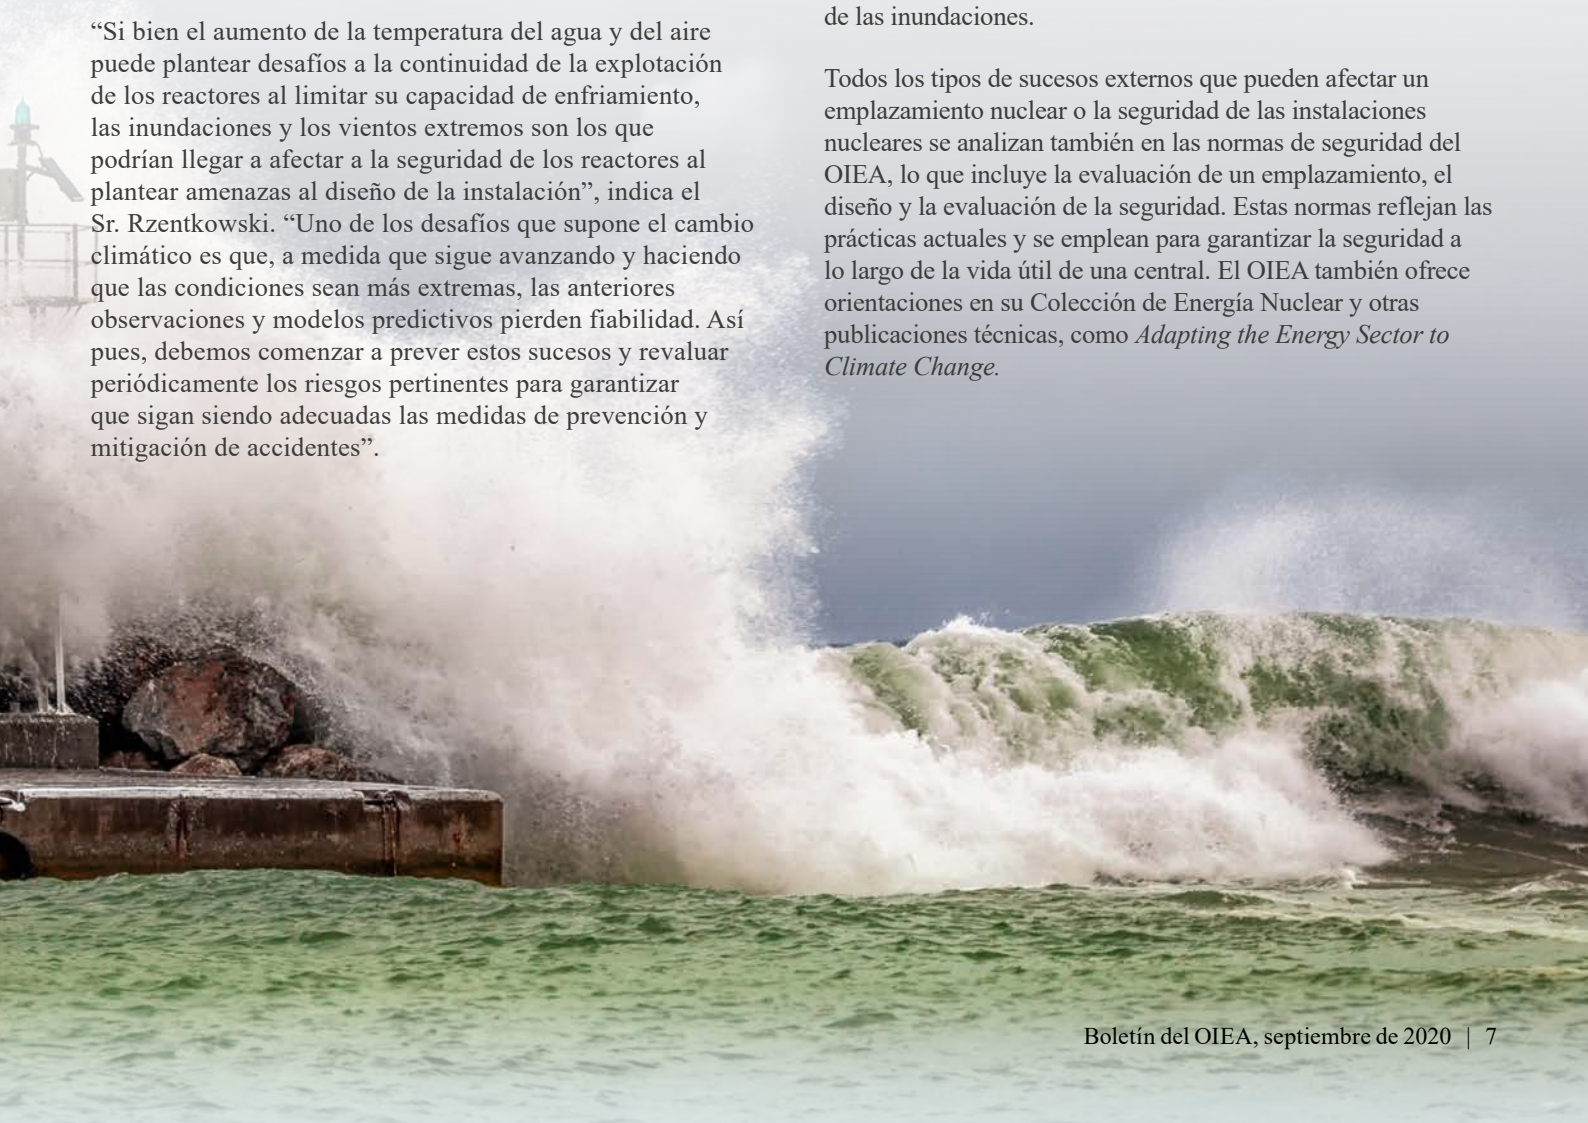 “Si bien el aumento de la temperatura del agua y del aire
puede plantear desafíos a la continuidad de la explotación
de los reactores al limitar su capacidad de enfriamiento,
las inundaciones y los vientos extremos son los que
podrían llegar a afectar a la seguridad de los reactores al
plantear amenazas al diseño de la instalación”, indica el
Sr. Rzentkowski. “Uno de los desafíos que supone el cambio
climático es que, a medida que sigue avanzando y haciendo
que las condiciones sean más extremas, las anteriores
observaciones y modelos predictivos pierden fiabilidad. Así
pues, debemos comenzar a prever estos sucesos y revaluar
periódicamente los riesgos pertinentes para garantizar
que sigan siendo adecuadas las medidas de prevención y
mitigación de accidentes”.
de las inundaciones.
Todos los tipos de sucesos externos que pueden afectar un
emplazamiento nuclear o la seguridad de las instalaciones
nucleares se analizan también en las normas de seguridad del
OIEA, lo que incluye la evaluación de un emplazamiento, el
diseño y la evaluación de la seguridad. Estas normas reflejan las
prácticas actuales y se emplean para garantizar la seguridad a
lo largo de la vida útil de una central. El OIEA también ofrece
orientaciones en su Colección de Energía Nuclear y otras
publicaciones técnicas, como Adapting the Energy Sector to
Climate Change.
Boletín del OIEA, septiembre de 2020 | 7